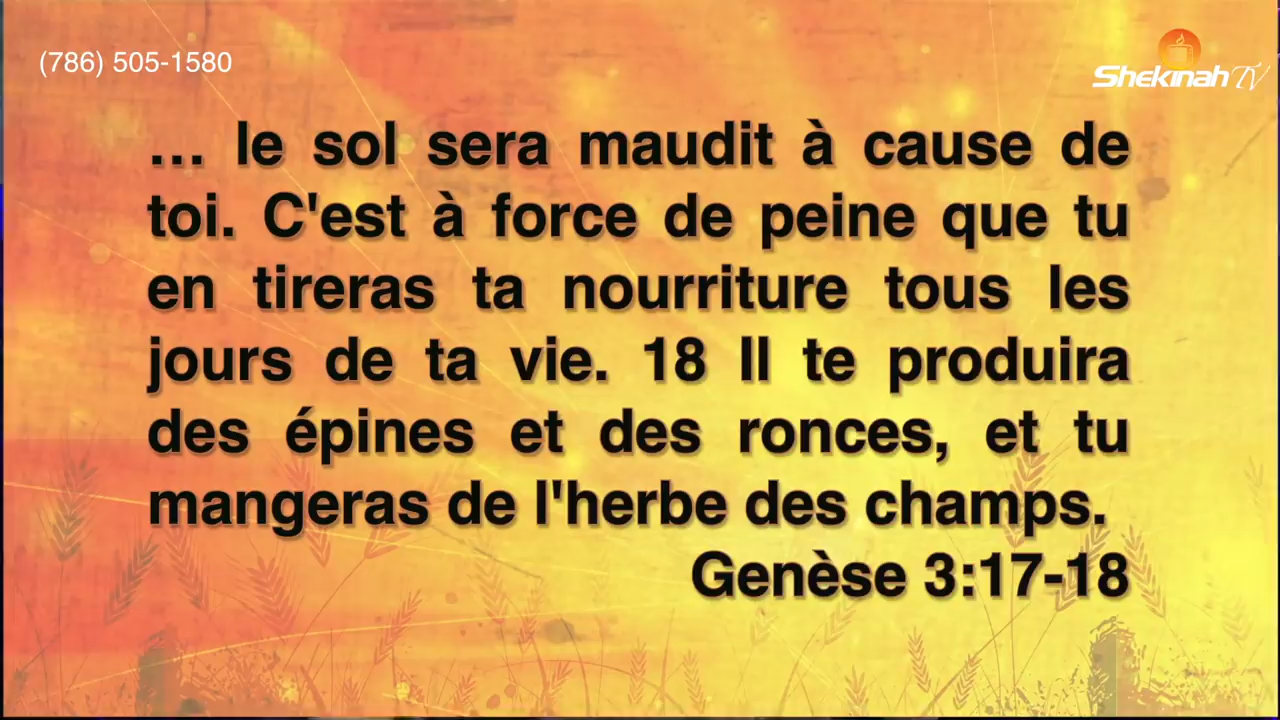 (786) 505-1580
Shekinah TV
... le sol sera maudit à cause de
toi. C'est à force de peine que tu
en tireras ta nourriture tous les
jours de ta vie. 18 Il te produira
des épines et des ronces, et tu
mangeras de l'herbe des champs.
Genèse 3:17-18